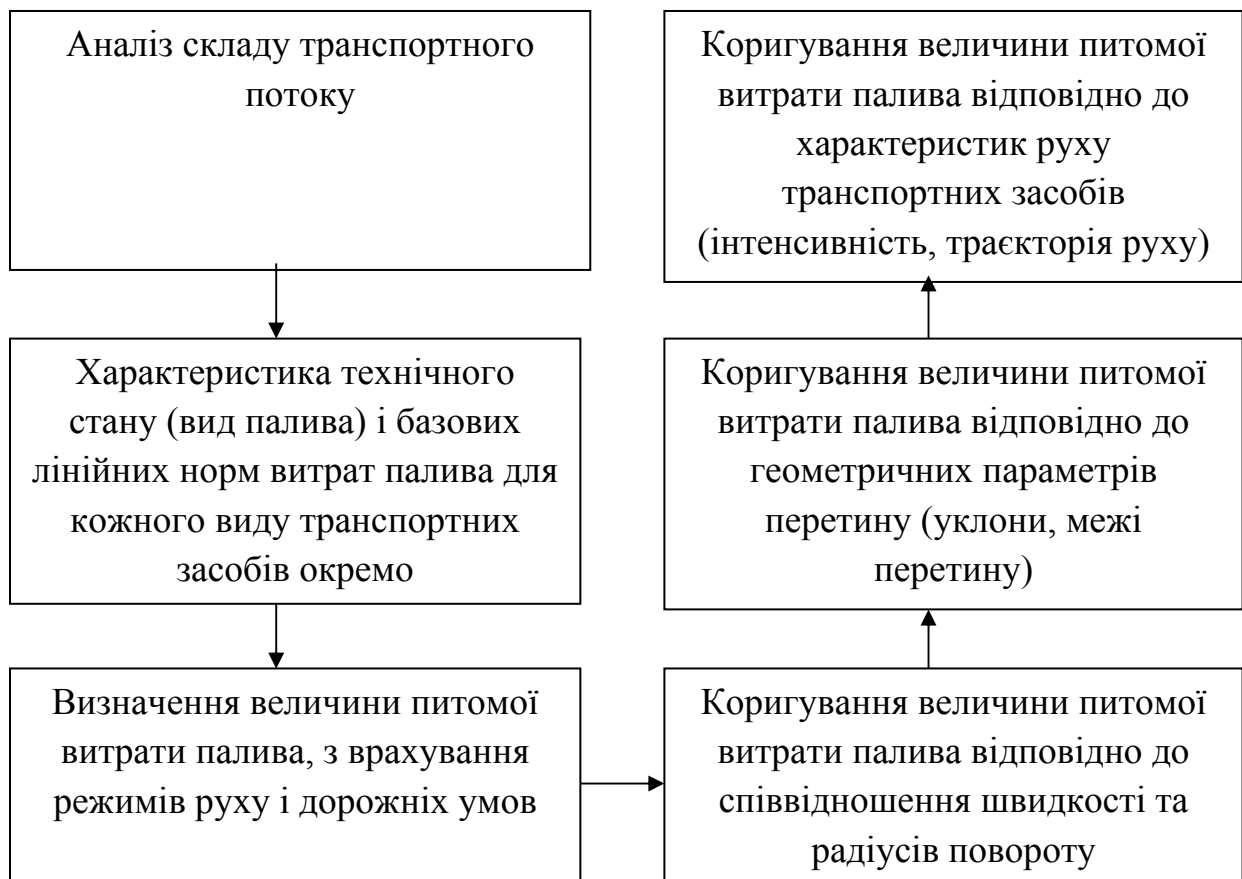 Аналіз складу транспортного
потоку
Характеристика технічного
стану (вид палива) і базових
лінійних норм витрат палива для
кожного виду транспортних
засобів окремо
Визначення величини питомої
витрати палива, з врахування
режимів руху і дорожніх умов
Коригування величини питомої
витрати палива відповідно до
співвідношення швидкості та
радіусів повороту
Коригування величини питомої
витрати палива відповідно до
геометричних параметрів
перетину (уклони, межі
перетину)
Коригування величини питомої
витрати палива відповідно до
характеристик руху
транспортних засобів
(інтенсивність, траєкторія руху)